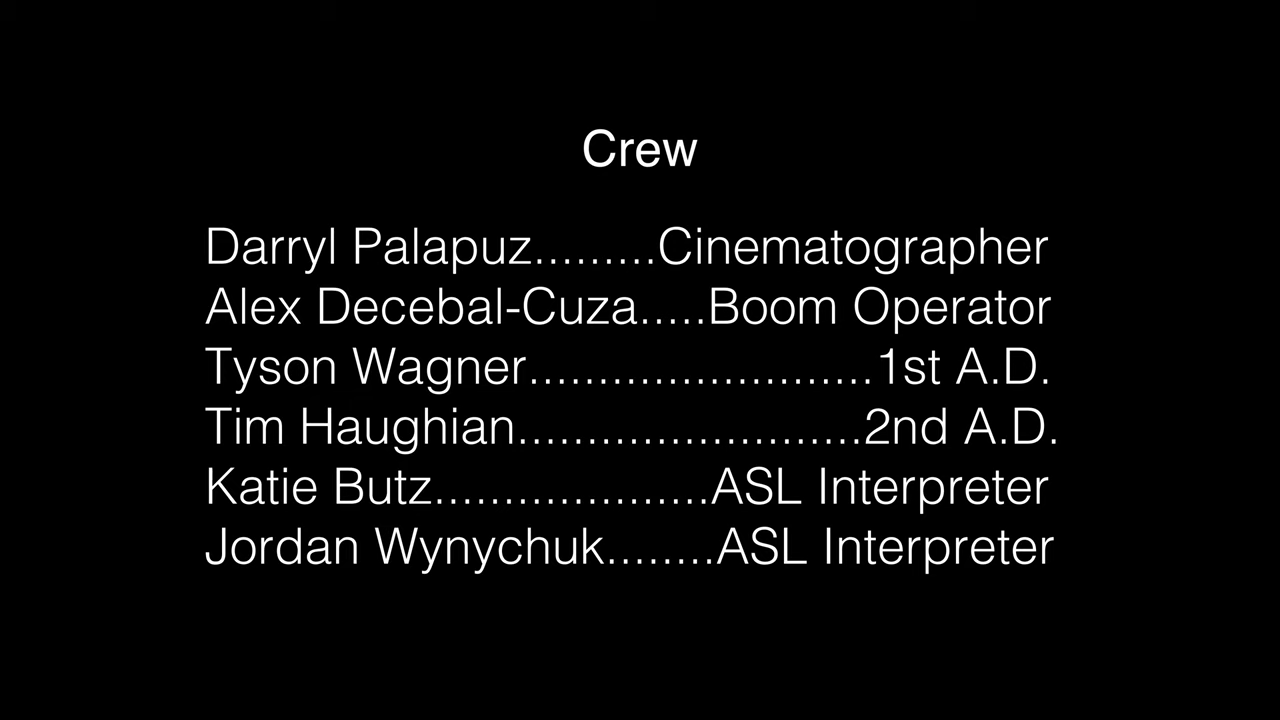 Crew
Darryl Palapuz.........Cinematographer
Alex Decebal-Cuza.....Boom Operator
Tyson Wagner.........................1st A.D.
Tim Haughian.........................2nd A.D.
Katie Butz....................ASL Interpreter
Jordan Wynychuk........ASL Interpreter